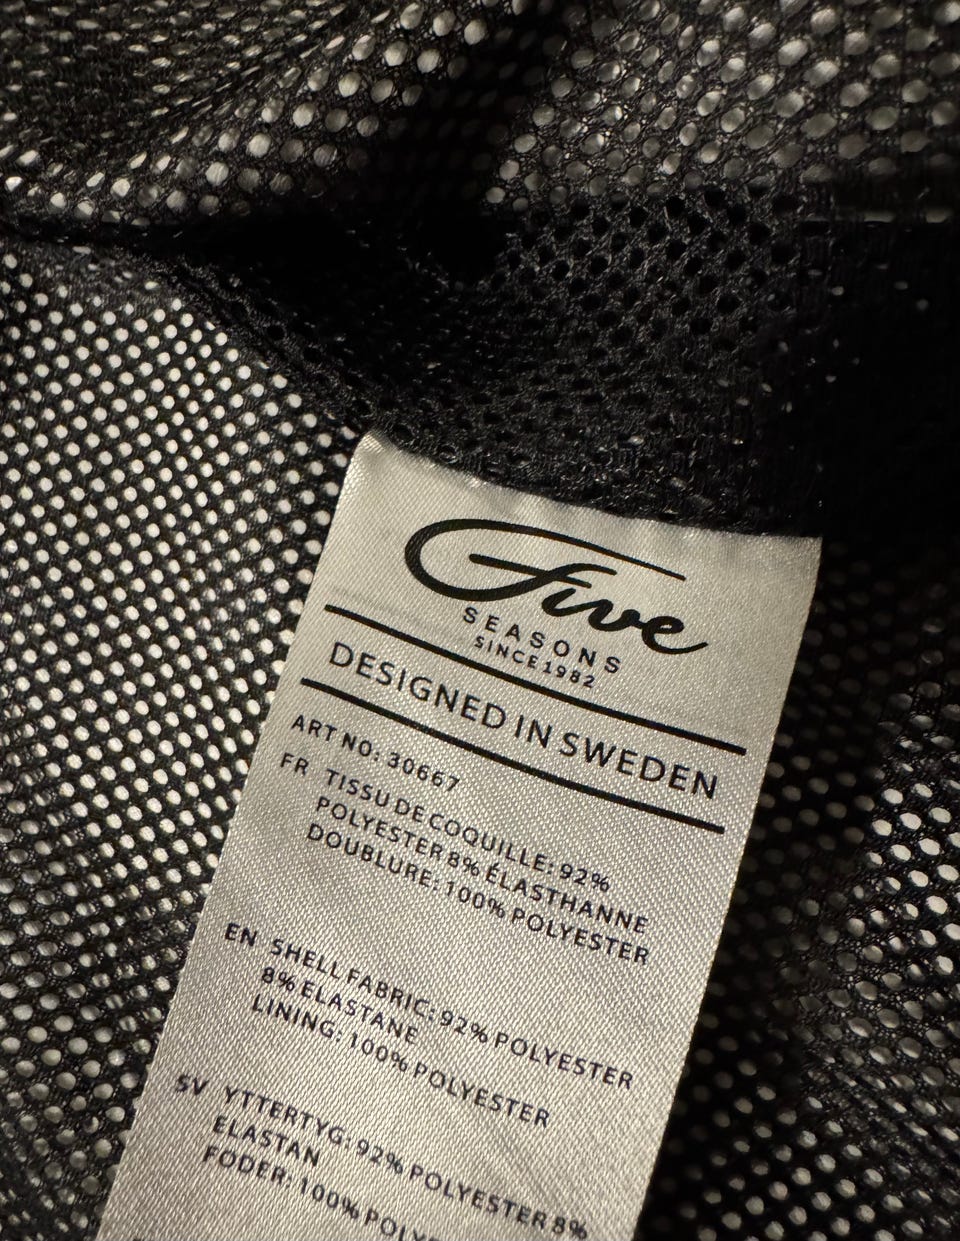 Five
SEASONS
SINCE 1982
DESIGNED IN SWEDEN
ART NO: 30667
FR TISSU DE COQUILLE: 92%
POLYESTER 8% ÉLASTHANNE
DOUBLURE: 100% POLYESTER
EN SHELL FABRIC: 92% POLYESTER
8% ELASTANE
LINING: 100% POLYESTER
SV YTTERTYG: 92% POLYESTER 8%
ELASTAN
FODER: 100%